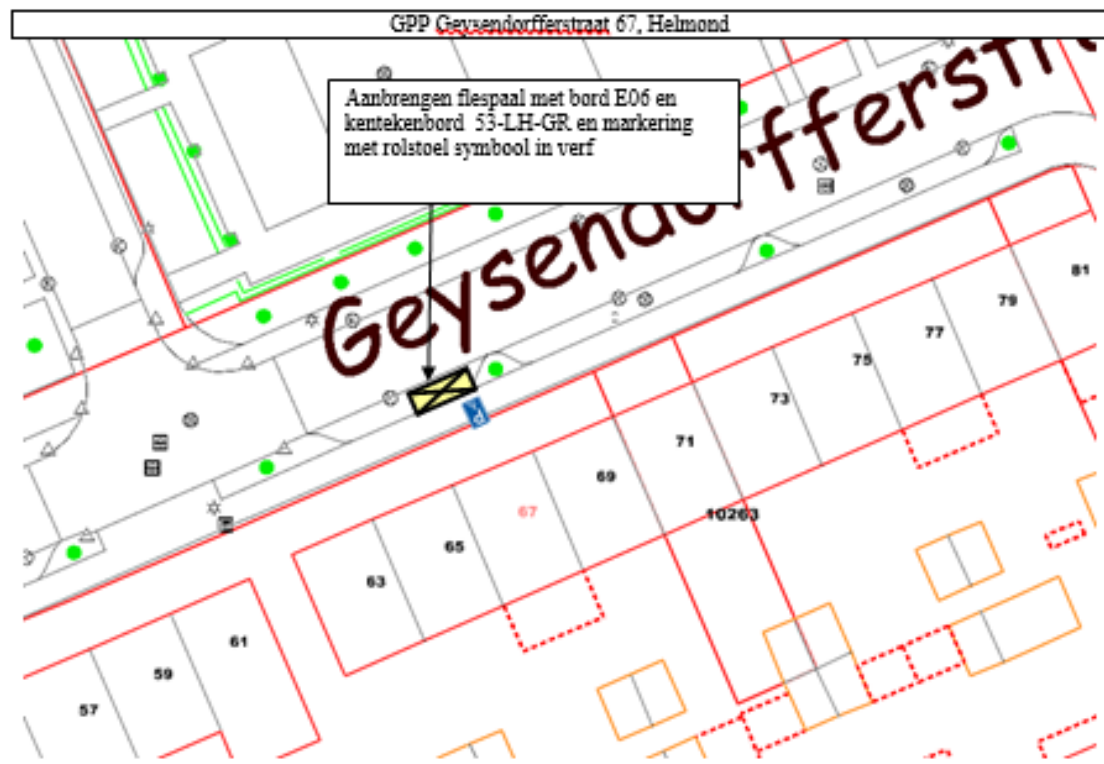 GPP Geysendorfferstraat 67, Helmond
Aanbrengen flespaal met bord E06 en
kentekenbord 53-LH-GR en markering
met rolstoel symbool in verf
Geysendorfferstr
81
79
77
75
73
71
69
67
65
63
61
59
57
10263
P